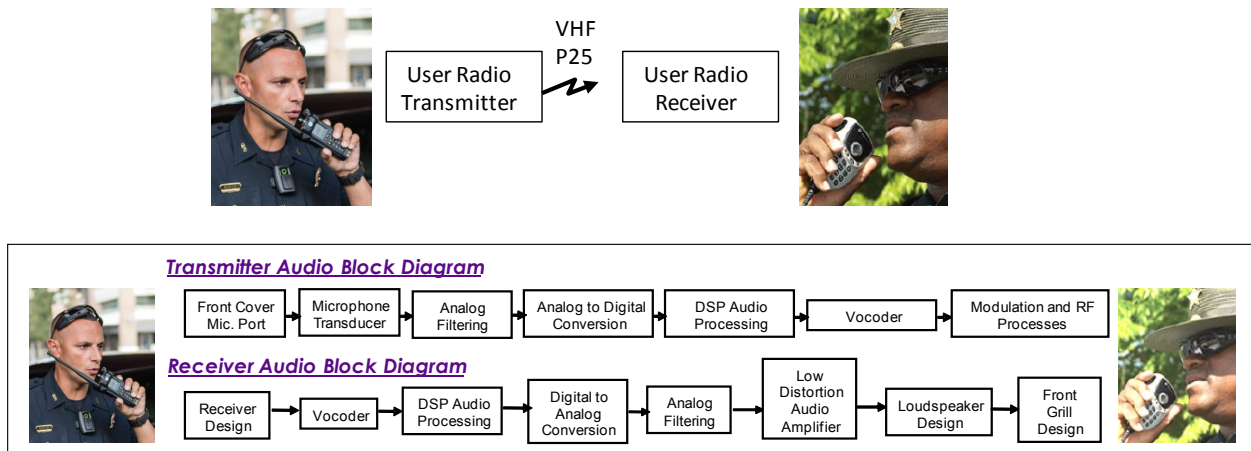 VHF
P25
User Radio
Transmitter
User Radio
Receiver
Transmitter Audio Block Diagram
Front Cover
Mic. Port
Microphone
Transducer
Analog
Filtering
Analog to Digital
Conversion
DSP Audio
Processing
Vocoder
Modulation and RF
Processes
Receiver Audio Block Diagram
Receiver
Design
Vocoder
DSP Audio
Processing
Digital to
Analog
Conversion
Analog
Filtering
Low
Distortion
Audio
Amplifier
Loudspeaker
Design
Front
Grill
Design